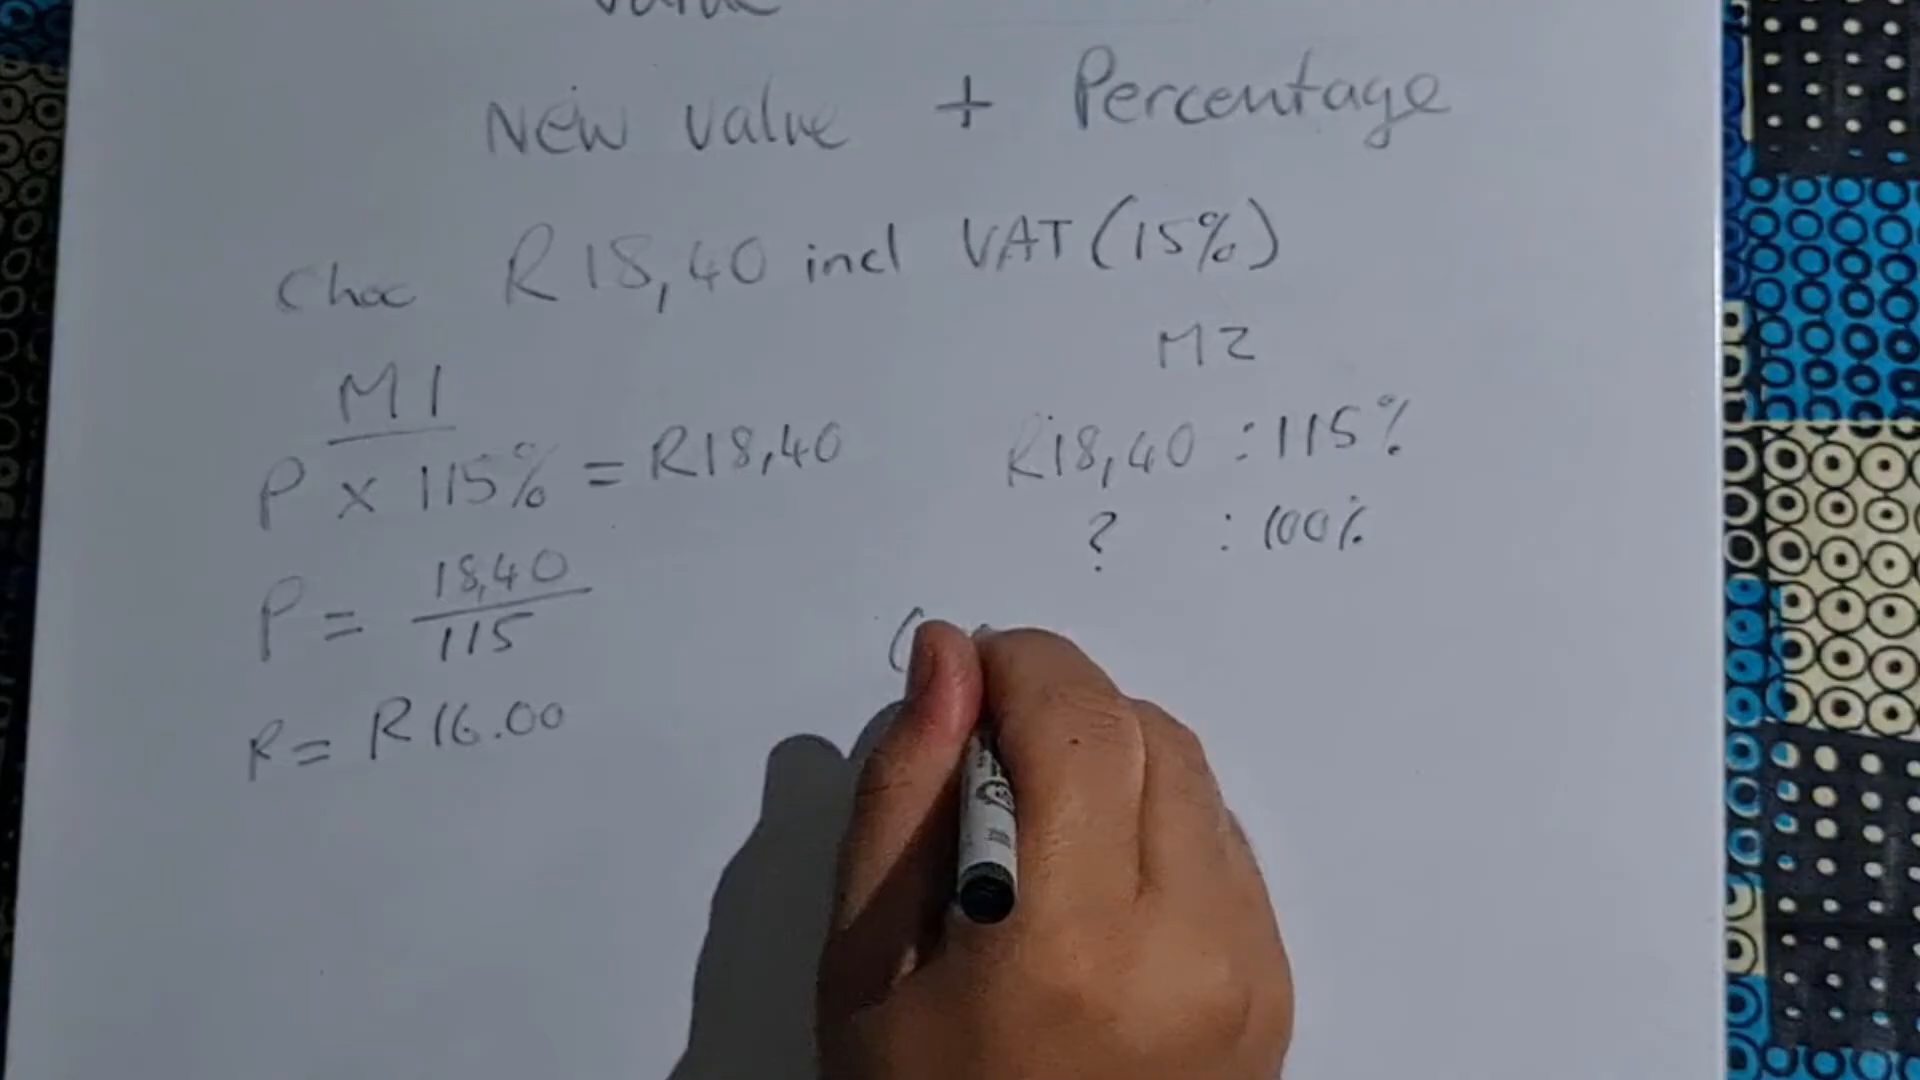 New value + Percentage
Choc R18,40 incl VAT (15%)
M1
P x 115% = R18,40
P = 18,40
115
P = R16.00
M2
R18,40 : 115%
? : 100%
(